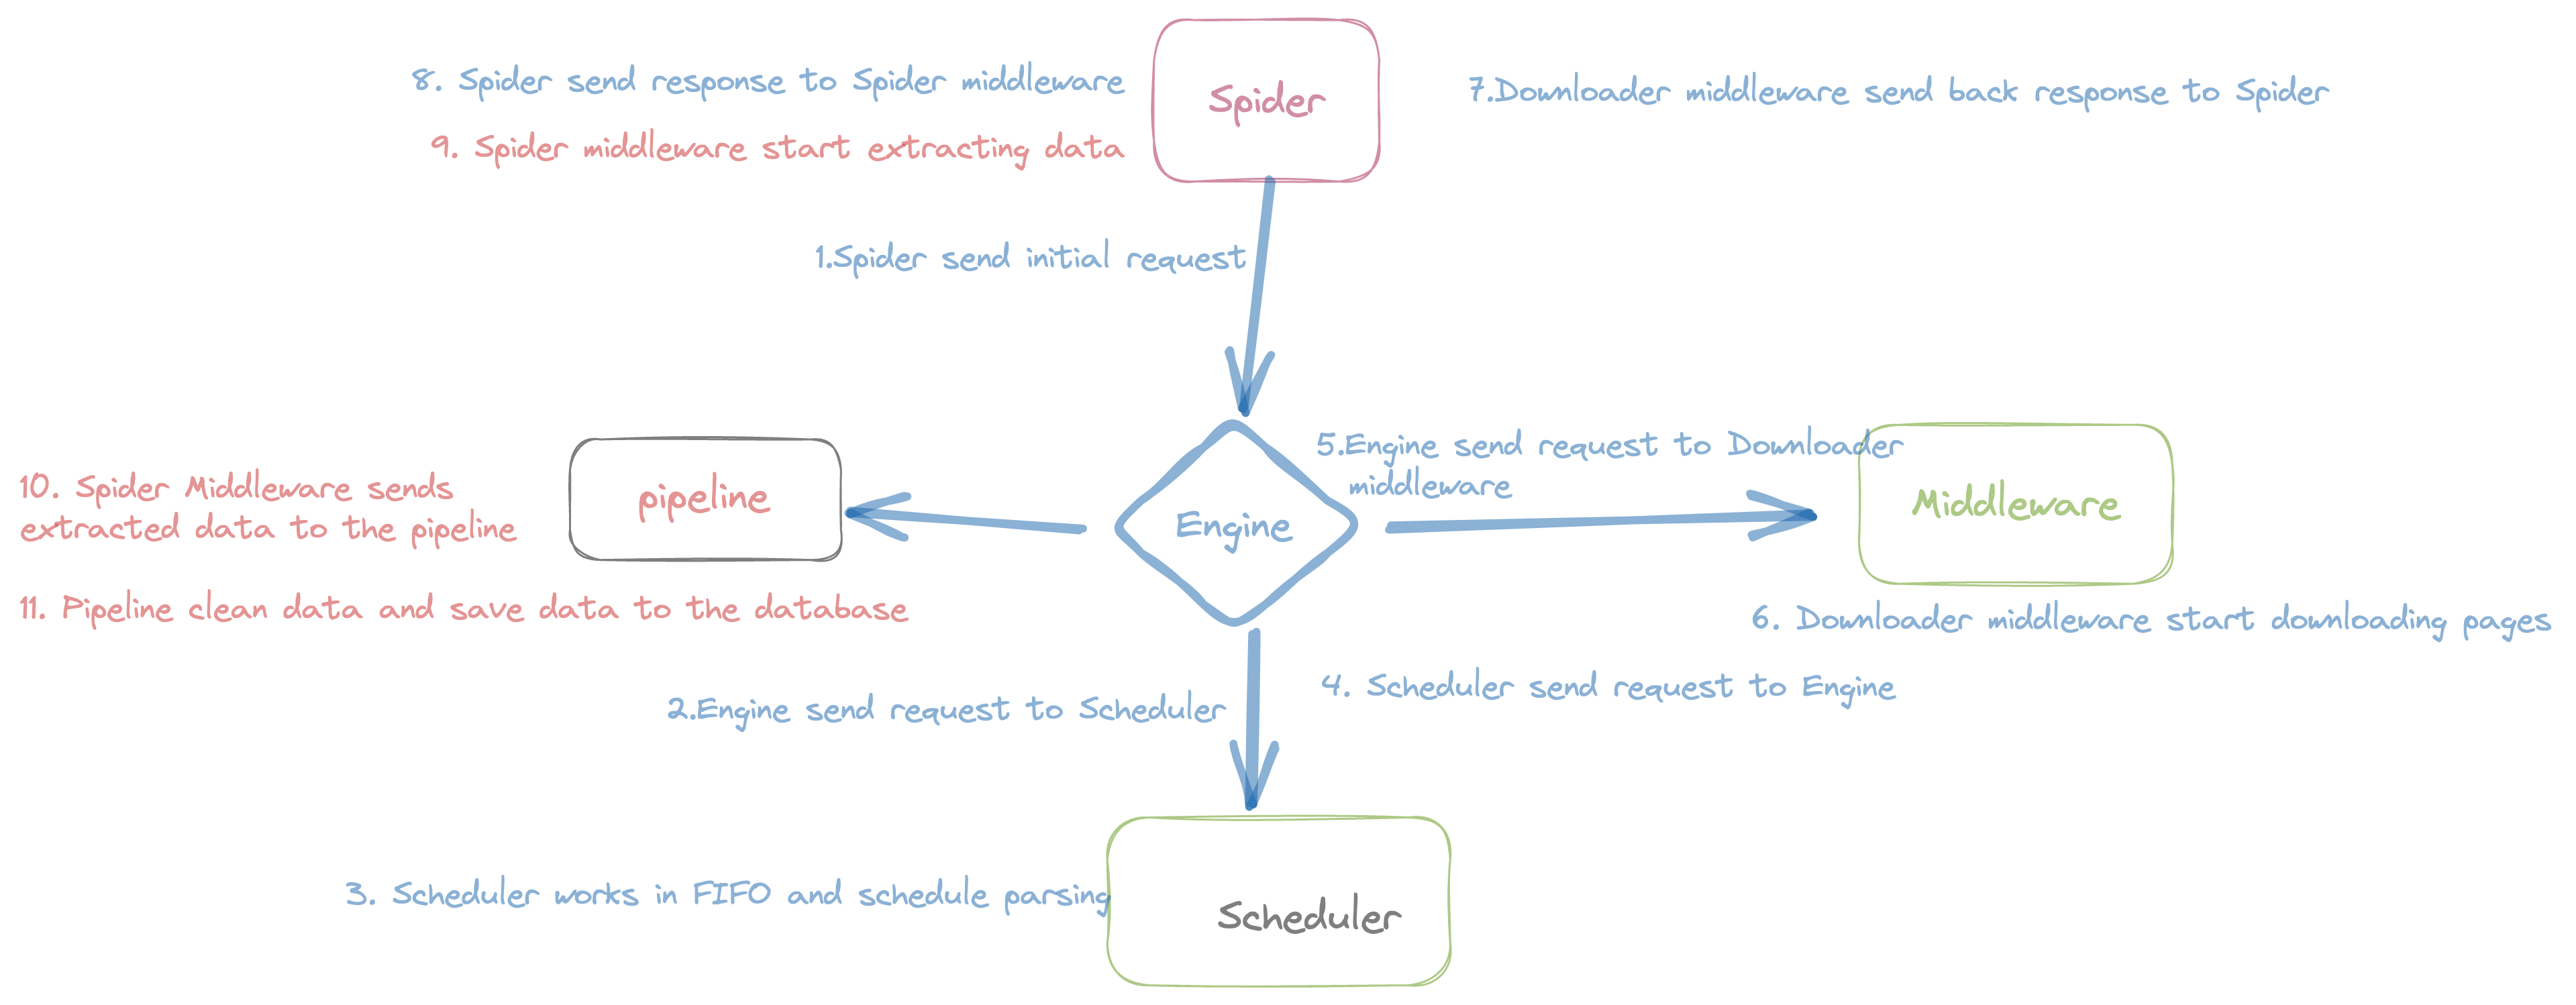 8. Spider send response to Spider middleware
9. Spider middleware start extracting data
Spider
7.Downloader middleware send back response to Spider
1.Spider send initial request
10. Spider Middleware sends
extracted data to the pipeline
pipeline
11. Pipeline clean data and save data to the database
Engine
5.Engine send request to Downloader
middleware
Middleware
6. Downloader middleware start downloading pages
2.Engine send request to Scheduler
4. Scheduler send request to Engine
3. Scheduler works in FIFO and schedule parsing
Scheduler